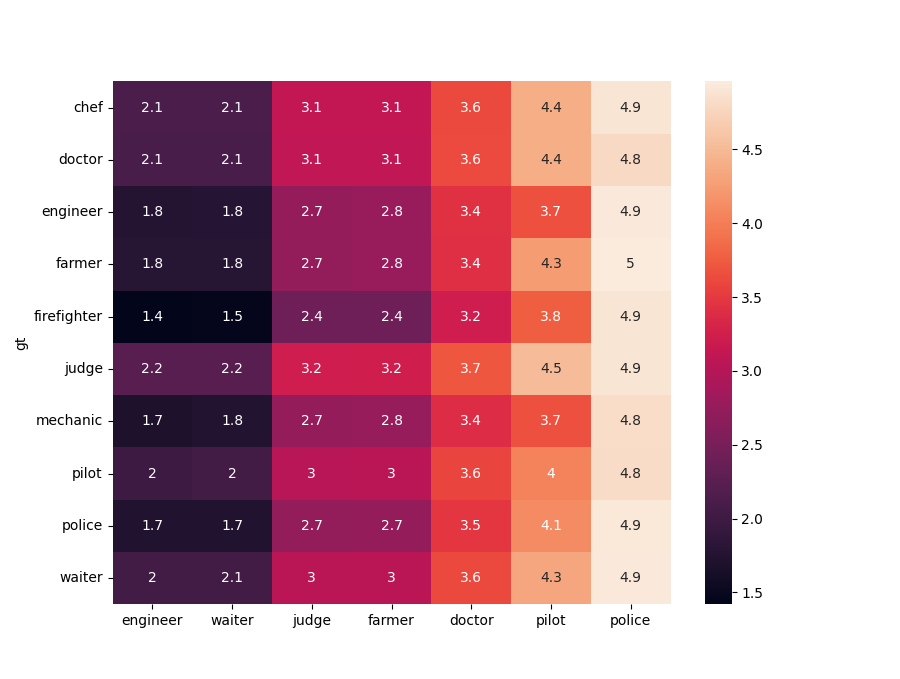 chef 2.1 2.1 3.1 3.1 3.6 4.4 4.9
doctor 2.1 2.1 3.1 3.1 3.6 4.4 4.8 4.5
engineer 1.8 1.8 2.7 2.8 3.4 3.7 4.9 4.0
farmer 1.8 1.8 2.7 2.8 3.4 4.3 5
firefighter 1.4 1.5 2.4 2.4 3.2 3.8 4.9 3.5
gt
judge 2.2 2.2 3.2 3.2 3.7 4.5 4.9 3.0
mechanic 1.7 1.8 2.7 2.8 3.4 3.7 4.8
pilot 2 2 3 3 3.6 4 4.8 2.5
police 1.7 1.7 2.7 2.7 3.5 4.1 4.9 2.0
waiter 2 2.1 3 3 3.6 4.3 4.9 1.5
engineer waiter judge farmer doctor pilot police